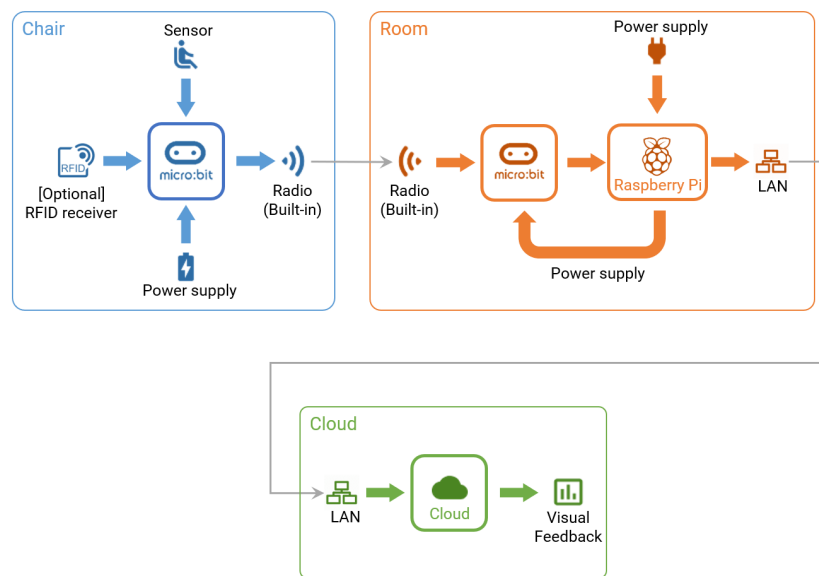 Chair
Sensor
RFID
[Optional]
RFID receiver
micro:bit
Radio
(Built-in)
Power supply
Room
Power supply
Radio
(Built-in)
micro:bit
Raspberry Pi
LAN
Power supply
Cloud
LAN
Cloud
Visual
Feedback